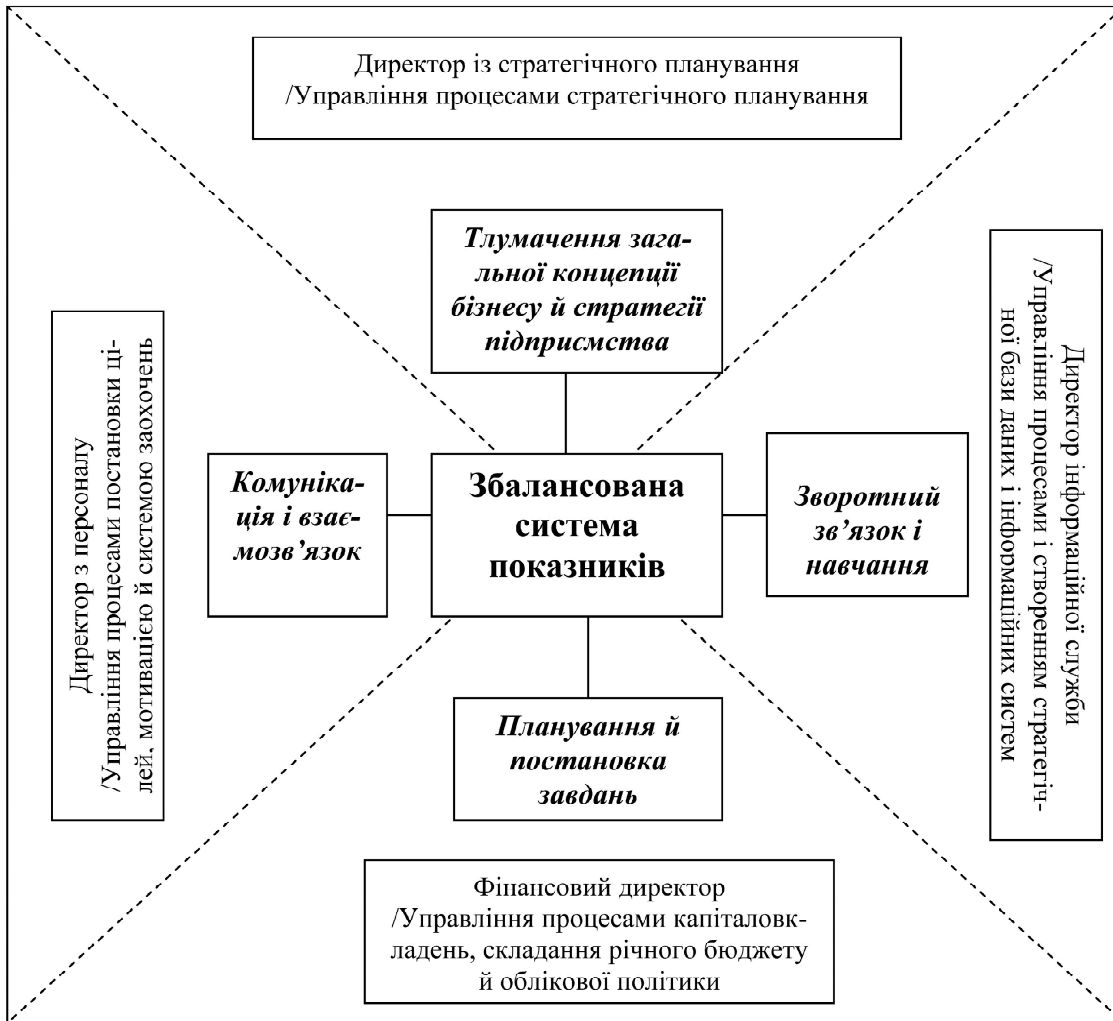 Директор із стратегічного планування
/Управління процесами стратегічного планування
Тлумачення зага-
льної концепції
бізнесу й стратегії
підприємства
Директор з персоналу
/Управління процесами постановки ці-
лей, мотивацією й системою заохочень
Комуніка-
ція і взає-
мозв’язок
Збалансована
система
показників
Зворотний
зв’язок і
навчання
Директор інформаційної служби
/Управління процесами і створенням стратегіч-
ної бази даних і інформаційних систем
Планування й
постановка
завдань
Фінансовий директор
/Управління процесами капіталовк-
ладень, складання річного бюджету
й облікової політики